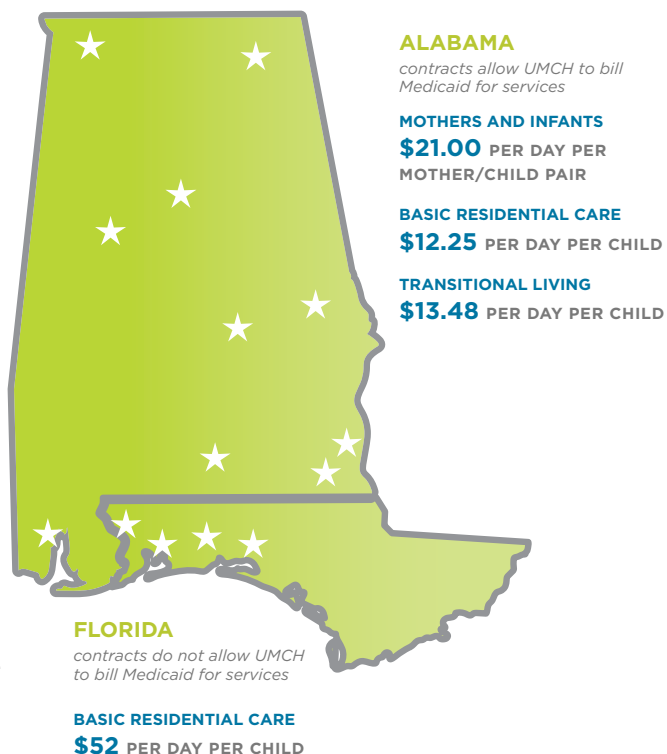 ALABAMA
contracts allow UMCH to bill
Medicaid for services
MOTHERS AND INFANTS
$21.00 PER DAY PER
MOTHER/CHILD PAIR
BASIC RESIDENTIAL CARE
$12.25 PER DAY PER CHILD
TRANSITIONAL LIVING
$13.48 PER DAY PER CHILD
FLORIDA
contracts do not allow UMCH
to bill Medicaid for services
BASIC RESIDENTIAL CARE
$52 PER DAY PER CHILD